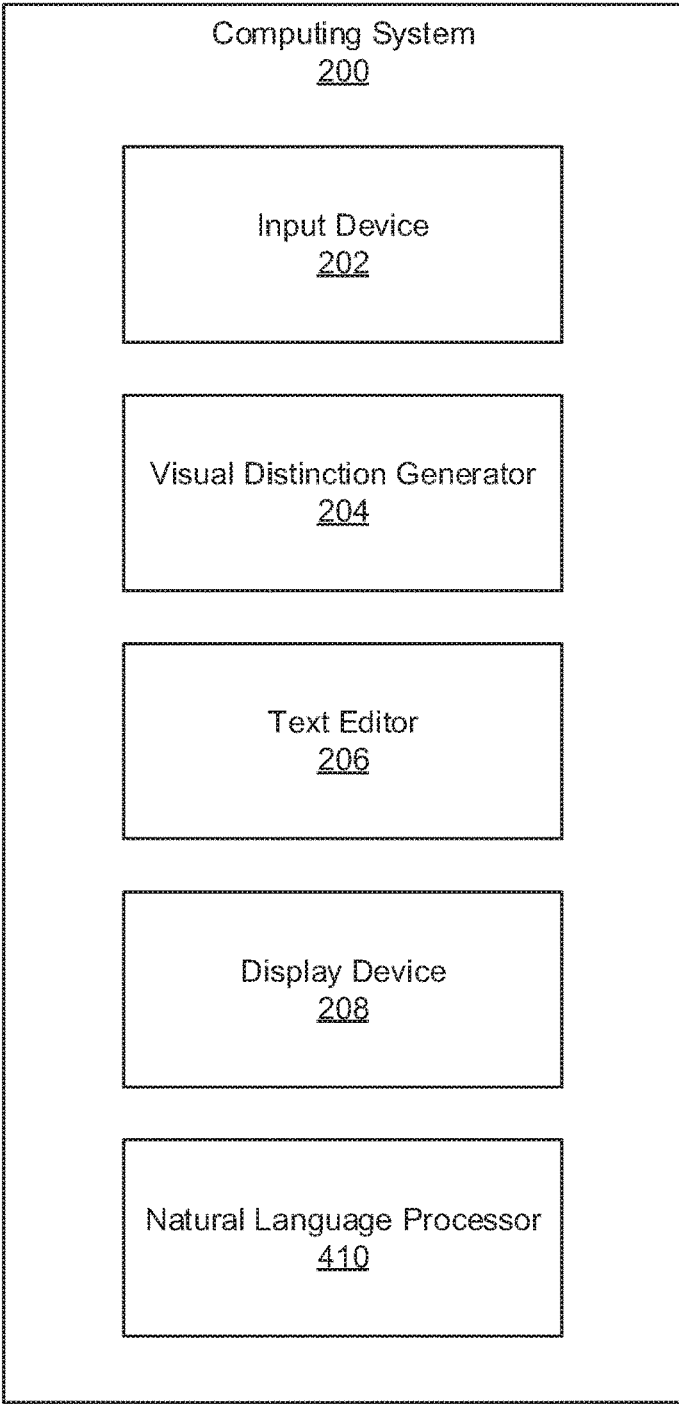 Computing System
200
Input Device
202
Visual Distinction Generator
204
Text Editor
206
Display Device
208
Natural Language Processor
410